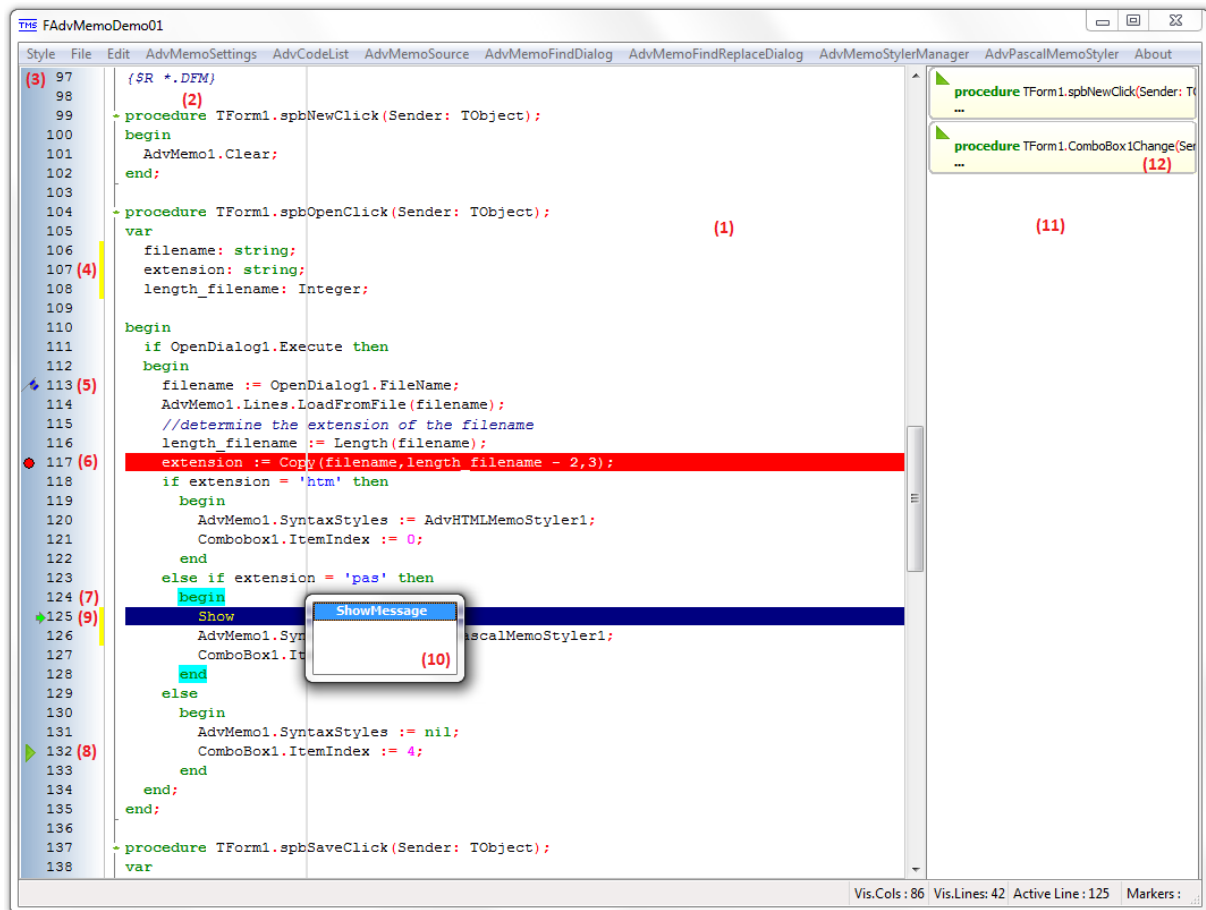 TMS FAdvMemoDemo01
Style File Edit AdvMemoSettings AdvCodeList AdvMemoSource AdvMemoFindDialog AdvMemoFindReplaceDialog AdvMemoStylerManager AdvPascalMemoStyler About
(3) 97 {$R *.DFM}
98 (2)
99 procedure TForm1.spbNewClick(Sender: TObject);
100 begin
101 AdvMemo1.Clear;
102 end;
103
104 procedure TForm1.spbOpenClick(Sender: TObject);
105 var (1)
106 filename: string;
107 (4) extension: string;
108 length_filename: Integer;
109
110 begin
111 if OpenDialog1.Execute then
112 begin
113 (5) filename := OpenDialog1.FileName;
114 AdvMemo1.Lines.LoadFromFile(filename);
115 //determine the extension of the filename
116 length_filename := Length(filename);
117 (6) extension := Copy(filename,length_filename - 2,3);
118 if extension = 'htm' then
119 begin
120 AdvMemo1.SyntaxStyles := AdvHTMLMemoStyler1;
121 Combobox1.ItemIndex := 0;
122 end
123 else if extension = 'pas' then
124 (7) begin
125 (9) Show
126 AdvMemo1.Syn ascalMemoStyler1;
127 ComboBox1.It
128 end
129 else
130 begin
131 AdvMemo1.SyntaxStyles := nil;
132 (8) ComboBox1.ItemIndex := 4;
133 end
134 end;
135 end;
136
137 procedure TForm1.spbSaveClick(Sender: TObject);
138 var
ShowMessage
(10)
procedure TForm1.spbNewClick(Sender: T
...
procedure TForm1.ComboBox1Change(Ser
...
(12)
(11)
Vis.Cols : 86 Vis.Lines: 42 Active Line : 125 Markers :